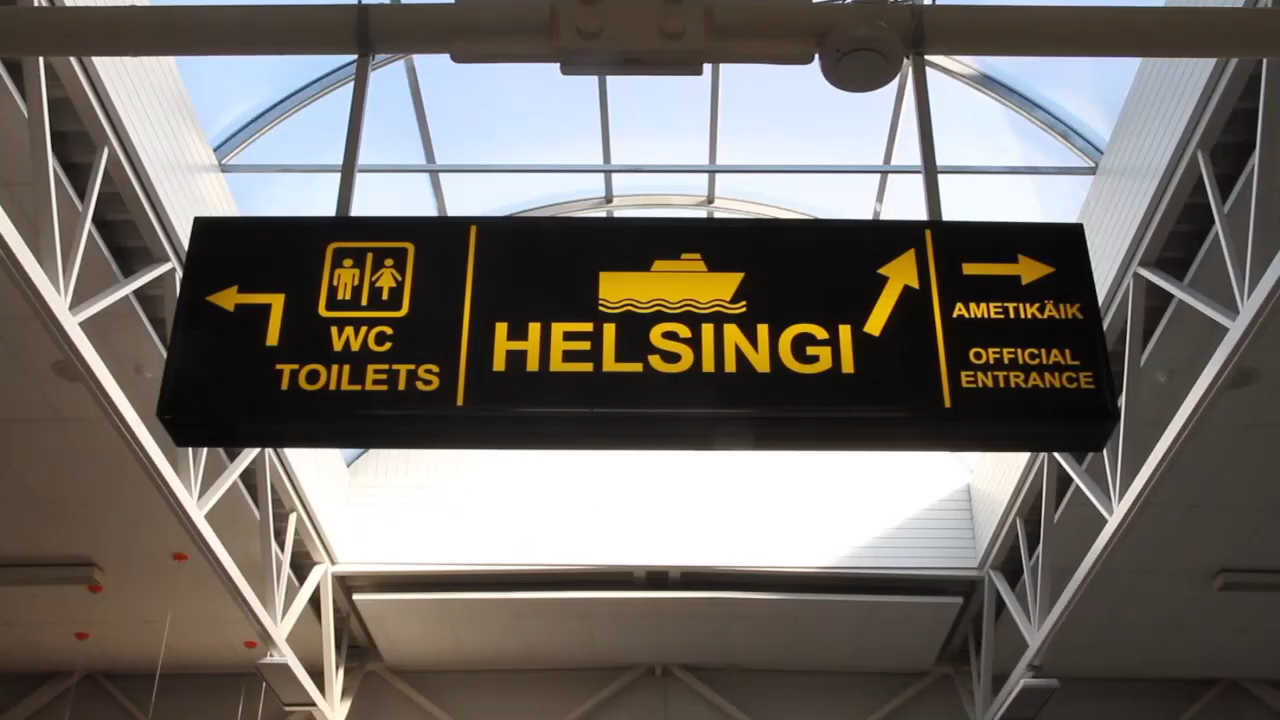 WC
TOILETS
HELSINGI
AMETIKÄIK
OFFICIAL
ENTRANCE